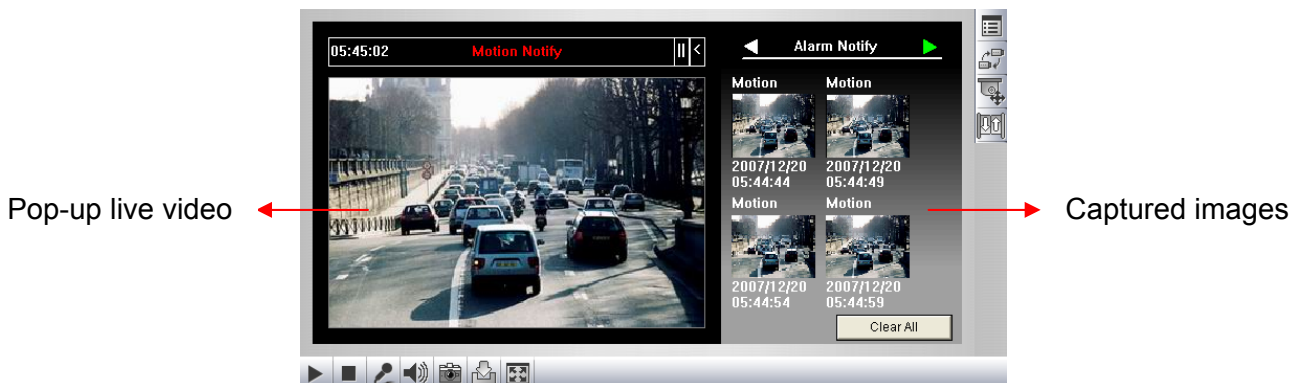 05:45:02 Motion Notify || <
Alarm Notify
Motion Motion
2007/12/20 2007/12/20
05:44:44 05:44:49
Motion Motion
2007/12/20 2007/12/20
05:44:54 05:44:59
Clear All
Pop-up live video
Captured images